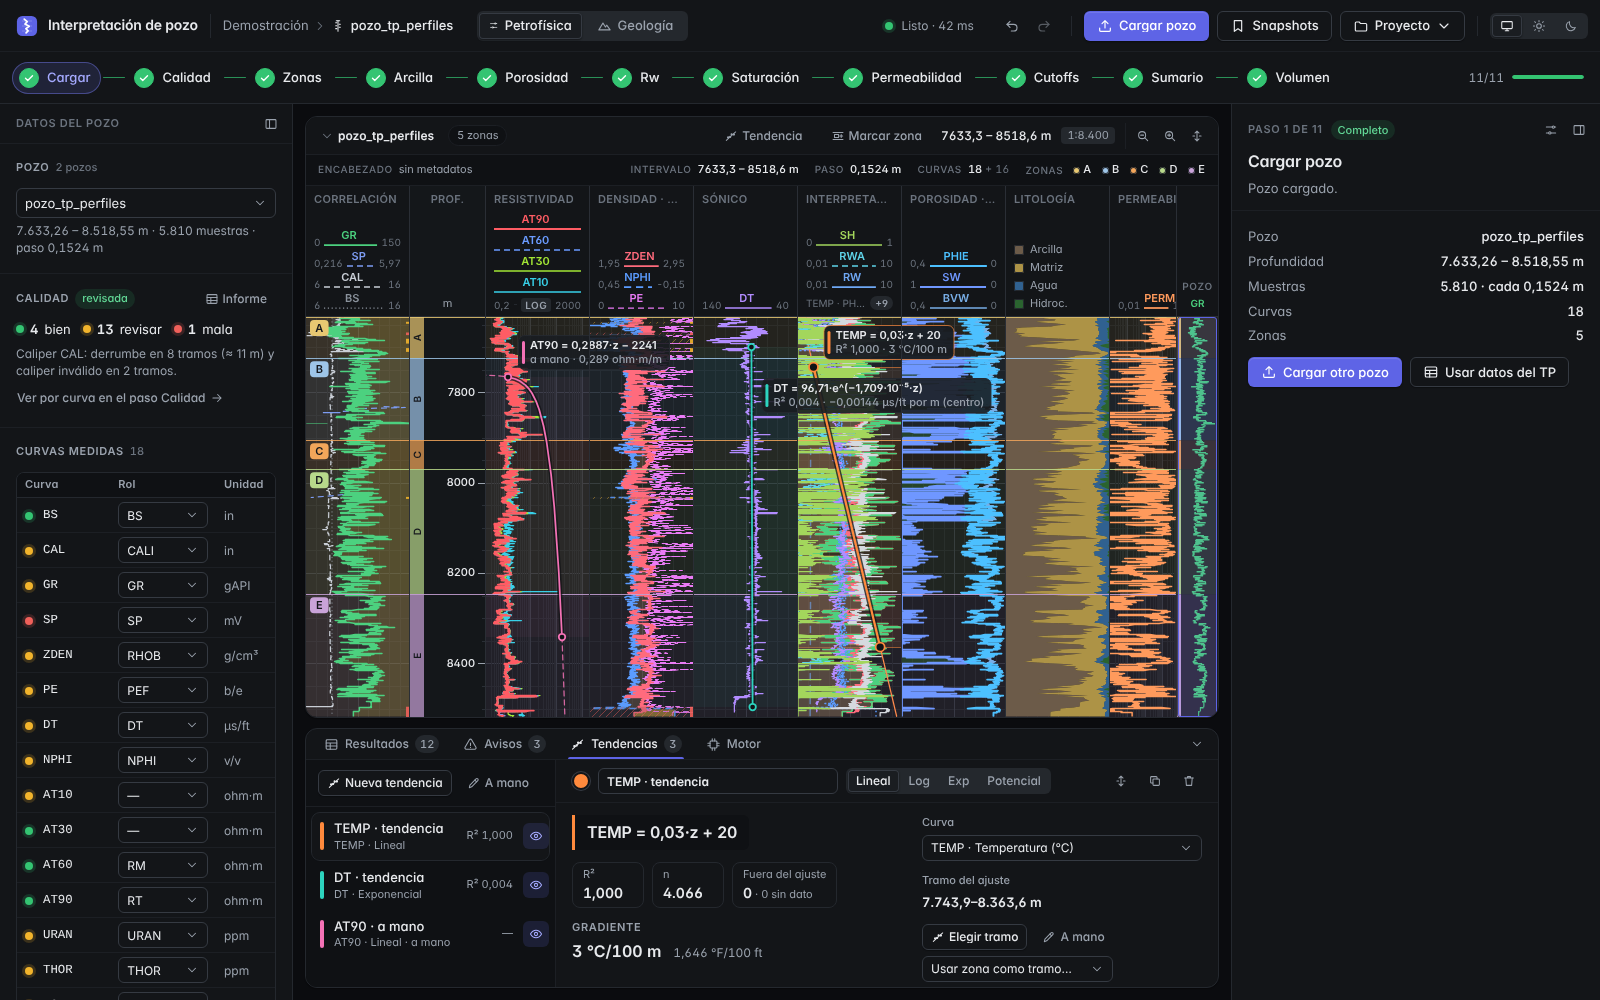 Interpretación de pozo
Demostración
pozo_tp_perfiles
Petrofísica
Geología
Listo · 42 ms
Cargar pozo
Snapshots
Proyecto
Cargar
Calidad
Zonas
Arcilla
Porosidad
Rw
Saturación
Permeabilidad
Cutoffs
Sumario
Volumen
11/11
DATOS DEL POZO
POZO 2 pozos
pozo_tp_perfiles
7.633,26 – 8.518,55 m · 5.810 muestras ·
paso 0,1524 m
CALIDAD revisada Informe
4 bien 13 revisar 1 mala
Caliper CAL: derrumbe en 8 tramos (≈ 11 m) y
caliper inválido en 2 tramos.
Ver por curva en el paso Calidad →
CURVAS MEDIDAS 18
Curva Rol Unidad
BS BS in
CAL CALI in
GR GR gAPI
SP SP mV
ZDEN RHOB g/cm³
PE PEF b/e
DT DT µs/ft
NPHI NPHI v/v
AT10 — ohm·m
AT30 — ohm·m
AT60 RM ohm·m
AT90 RT ohm·m
URAN URAN ppm
THOR THOR ppm
pozo_tp_perfiles 5 zonas
Tendencia
Marcar zona
7633,3 – 8518,6 m 1:8.400
ENCABEZADO sin metadatos
INTERVALO 7633,3 – 8518,6 m
PASO 0,1524 m
CURVAS 18 + 16
ZONAS A B C D E
CORRELACIÓN
0 GR 150
0,216 SP 5,97
6 CAL 16
6 BS 16
PROF.
m
RESISTIVIDAD
AT90
AT60
AT30
AT10
0,2 LOG 2000
DENSIDAD · ...
1,95 ZDEN 2,95
0,45 NPHI −0,15
0 PE 10
SÓNICO
140 DT 40
INTERPRETA...
0 SH 1
0,01 RWA 10
0,01 RW 10
TEMP · PH... +9
POROSIDAD ·...
0,4 PHIE 0
1 SW 0
0,4 BVW 0
LITOLOGÍA
Arcilla
Matriz
Agua
Hidroc.
PERMEABI
0,01 PERM
POZO
GR
A
A
B
B
C
C
D
D
E
E
7800
8000
8200
8400
AT90 = 0,2887·z − 2241
a mano · 0,289 ohm·m/m
TEMP = 0,03·z + 20
R² 1,000 · 3 °C/100 m
DT = 96,71·e^(−1,709·10⁻⁵·z)
R² 0,004 · −0,00144 µs/ft por m (centro)
Resultados 12
Avisos 3
Tendencias 3
Motor
Nueva tendencia
A mano
TEMP · tendencia
TEMP · Lineal
R² 1,000
DT · tendencia
DT · Exponencial
R² 0,004
AT90 · a mano
AT90 · Lineal · a mano
—
TEMP · tendencia
Lineal Log Exp Potencial
TEMP = 0,03·z + 20
R²
1,000
n
4.066
Fuera del ajuste
0 · 0 sin dato
GRADIENTE
3 °C/100 m 1,646 °F/100 ft
Curva
TEMP · Temperatura (°C)
Tramo del ajuste
7.743,9–8.363,6 m
Elegir tramo
A mano
Usar zona como tramo...
PASO 1 DE 11 Completo
Cargar pozo
Pozo cargado.
Pozo pozo_tp_perfiles
Profundidad 7.633,26 – 8.518,55 m
Muestras 5.810 · cada 0,1524 m
Curvas 18
Zonas 5
Cargar otro pozo
Usar datos del TP